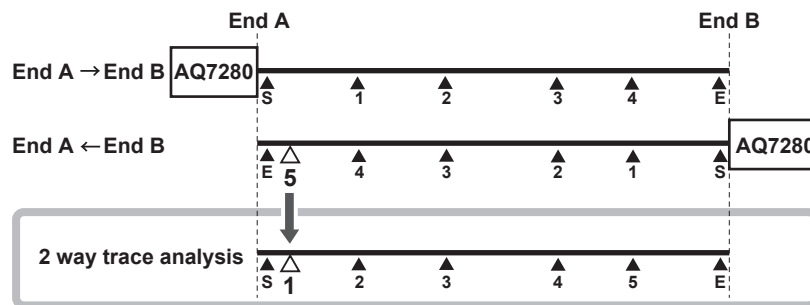 End A End B
End A → End B AQ7280
S 1 2 3 4 E
End A ← End B AQ7280
E 5 4 3 2 1 S
2 way trace analysis
S 1 2 3 4 5 E